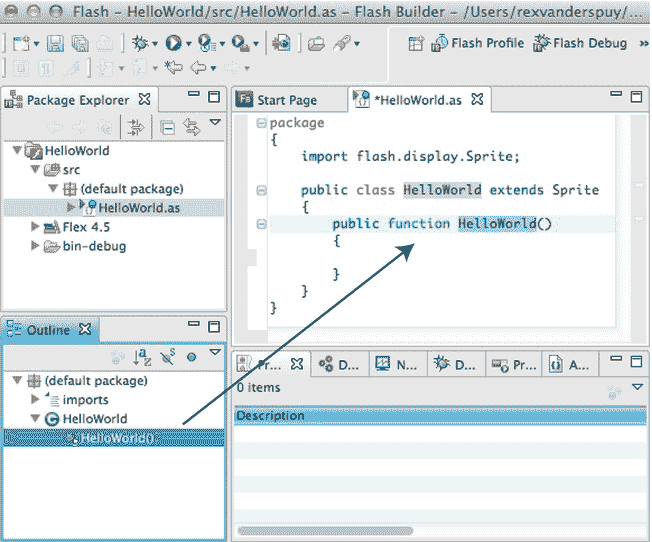 Flash – HelloWorld/src/HelloWorld.as – Flash Builder – /Users/rexvanderspuy/...
Flash Profile
Flash Debug
»
Package Explorer
HelloWorld
src
(default package)
HelloWorld.as
Flex 4.5
bin-debug
Start Page
*HelloWorld.as
package
{
import flash.display.Sprite;
public class HelloWorld extends Sprite
{
public function HelloWorld()
{
}
}
}
Outline
(default package)
imports
HelloWorld
HelloWorld()
Pr...
D...
N...
D...
Pr...
A...
0 items
Description